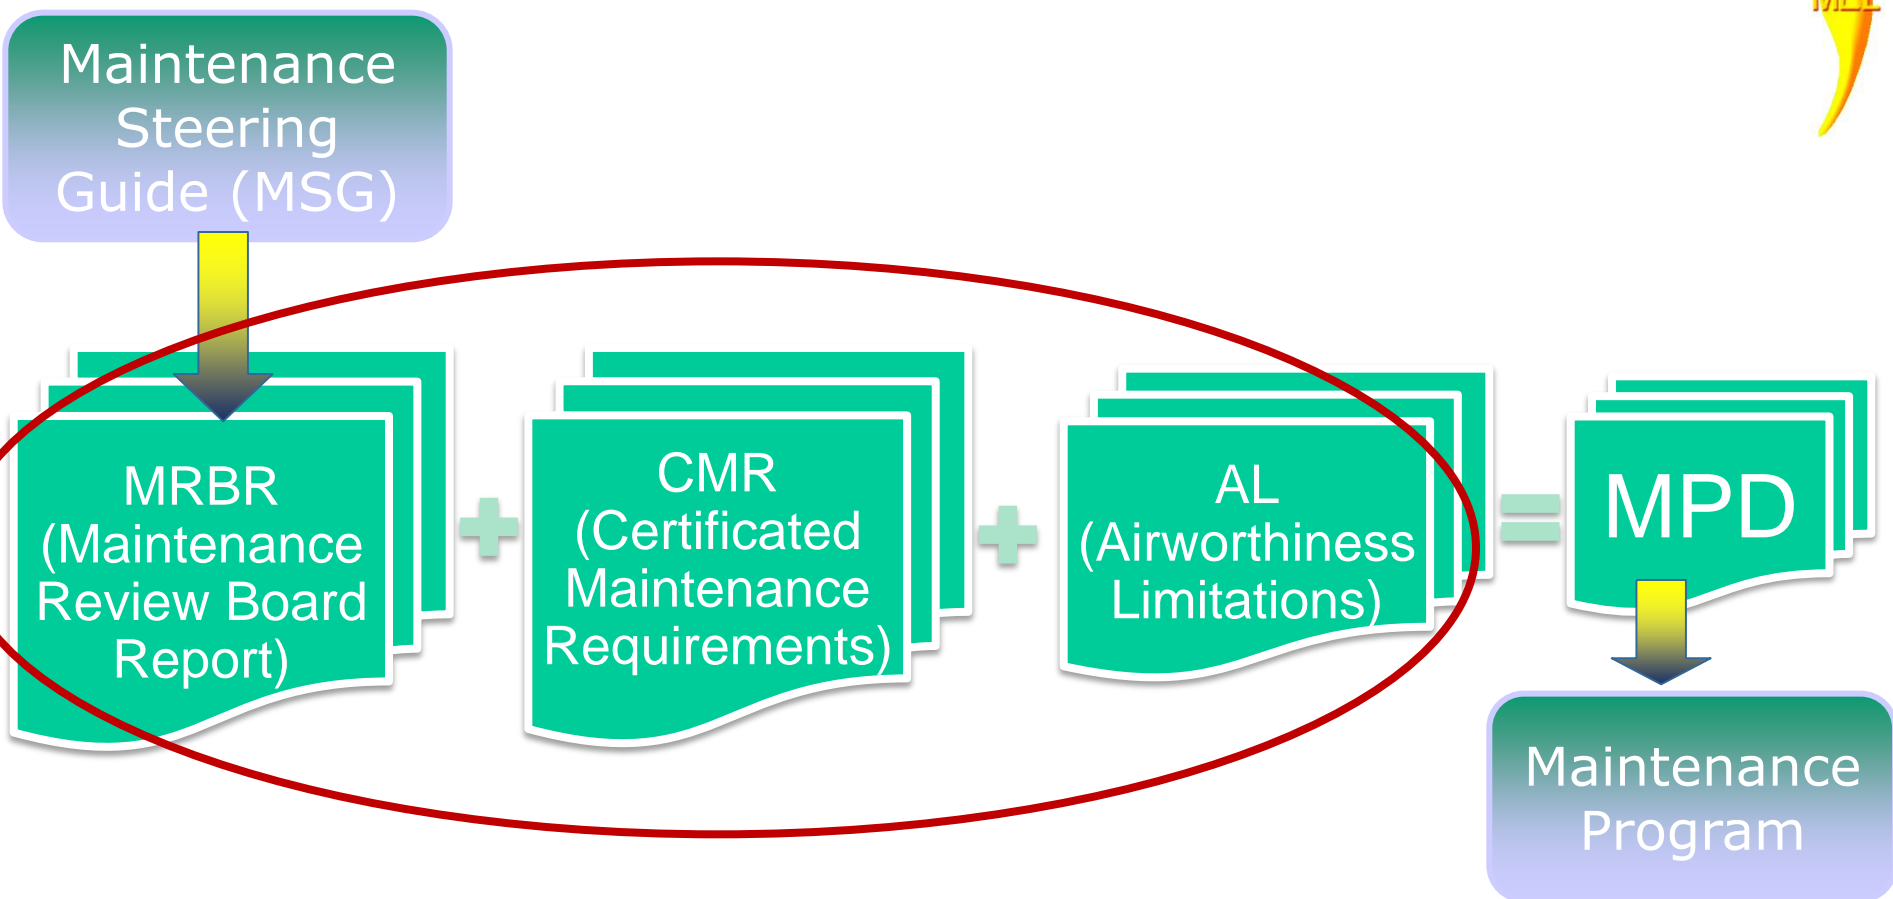 Maintenance
Steering
Guide (MSG)
MRBR
(Maintenance
Review Board
Report)
CMR
(Certificated
Maintenance
Requirements)
AL
(Airworthiness
Limitations)
MPD
Maintenance
Program